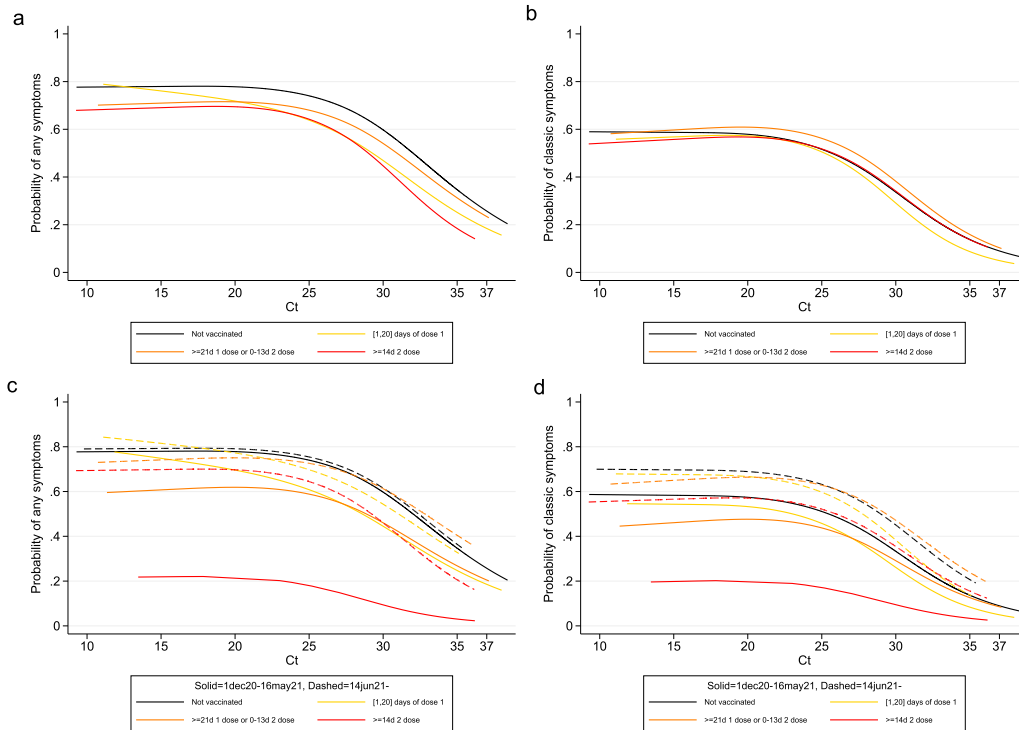 a
Probability of any symptoms
1
.8
.6
.4
.2
0
10 15 20 25 30 35 37
Ct
Not vaccinated
[1,20] days of dose 1
>=21d 1 dose or 0-13d 2 dose
>=14d 2 dose
b
Probability of classic symptoms
1
.8
.6
.4
.2
0
10 15 20 25 30 35 37
Ct
Not vaccinated
[1,20] days of dose 1
>=21d 1 dose or 0-13d 2 dose
>=14d 2 dose
c
Probability of any symptoms
1
.8
.6
.4
.2
0
10 15 20 25 30 35 37
Ct
Solid=1dec20-16may21, Dashed=14jun21-
Not vaccinated
[1,20] days of dose 1
>=21d 1 dose or 0-13d 2 dose
>=14d 2 dose
d
Probability of classic symptoms
1
.8
.6
.4
.2
0
10 15 20 25 30 35 37
Ct
Solid=1dec20-16may21, Dashed=14jun21-
Not vaccinated
[1,20] days of dose 1
>=21d 1 dose or 0-13d 2 dose
>=14d 2 dose